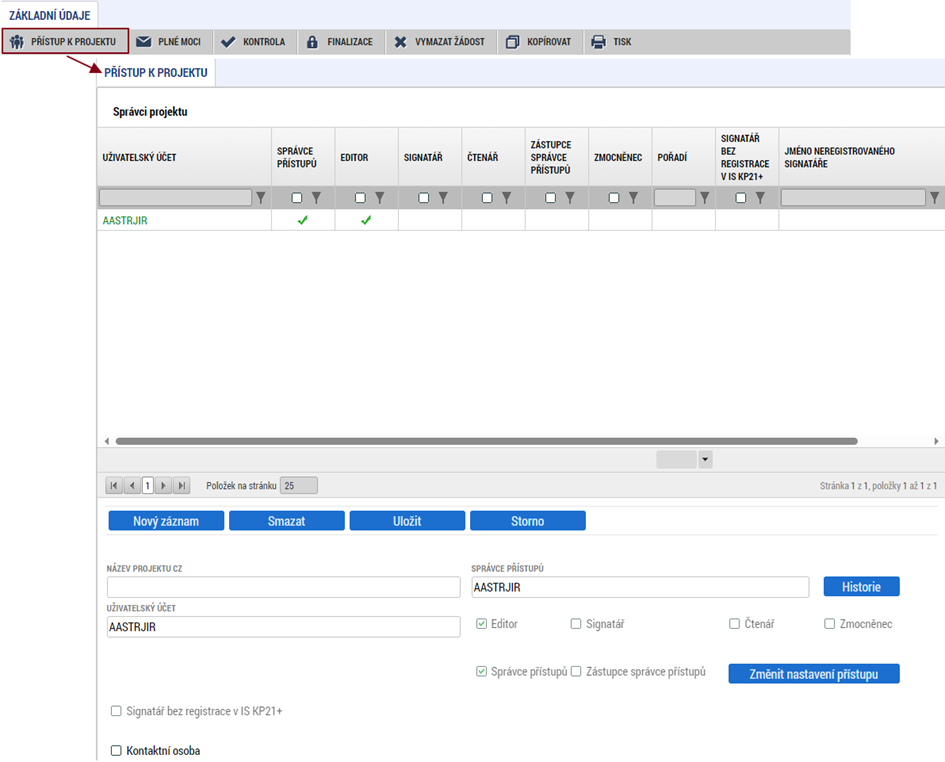 ZÁKLADNÍ ÚDAJE
PŘÍSTUP K PROJEKTU PLNÉ MOCI KONTROLA FINALIZACE VYMAZAT ŽÁDOST KOPÍROVAT TISK
PŘÍSTUP K PROJEKTU
Správci projektu
UŽIVATELSKÝ ÚČET SPRÁVCE PŘÍSTUPŮ EDITOR SIGNATÁŘ ČTENÁŘ ZÁSTUPCE SPRÁVCE PŘÍSTUPŮ ZMOCNĚNEC POŘADÍ SIGNATÁŘ BEZ REGISTRACE V IS KP21+ JMÉNO NEREGISTROVANÉHO SIGNATÁŘE
AASTRJIR
1 Položek na stránku 25 Stránka 1 z 1, položky 1 až 1 z 1
Nový záznam Smazat Uložit Storno
NÁZEV PROJEKTU CZ SPRÁVCE PŘÍSTUPŮ
AASTRJIR Historie
UŽIVATELSKÝ ÚČET
AASTRJIR Editor Signatář Čtenář Zmocněnec
Správce přístupů Zástupce správce přístupů Změnit nastavení přístupu
Signatář bez registrace v IS KP21+
Kontaktní osoba